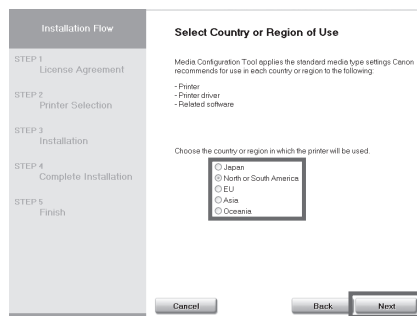 Installation Flow
STEP 1
License Agreement
STEP 2
Printer Selection
STEP 3
Installation
STEP 4
Complete Installation
STEP 5
Finish
Select Country or Region of Use
Media Configuration Tool applies the standard media type settings Canon
recommends for use in each country or region to the following:
- Printer
- Printer driver
- Related software
Choose the country or region in which the printer will be used.
Japan
North or South America
EU
Asia
Oceania
Cancel
Back
Next